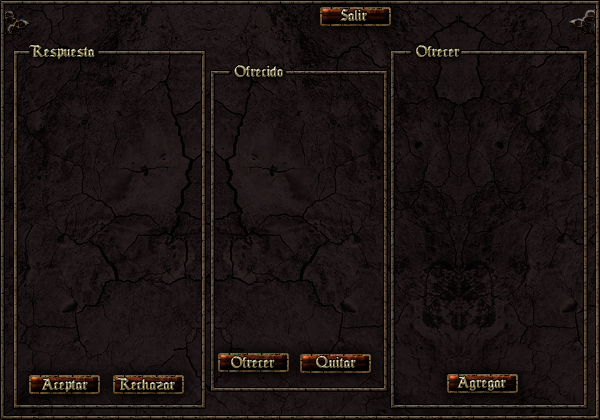 Salir
Respuesta
Ofrecido
Ofrecer
Ofrecer
Quitar
Aceptar
Rechazar
Agregar